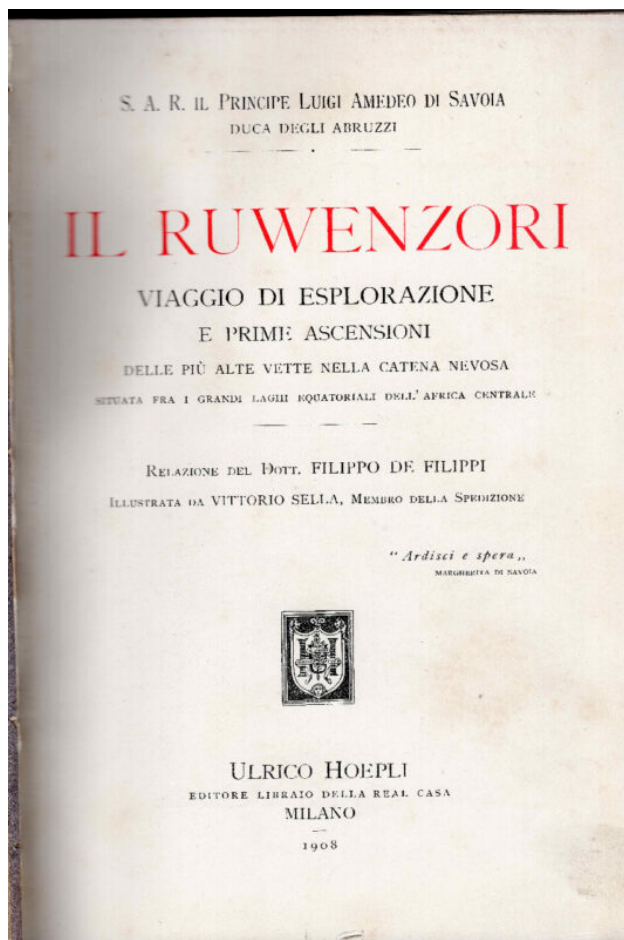 S. A. R. IL PRINCIPE LUIGI AMEDEO DI SAVOIA
DUCA DEGLI ABRUZZI
IL RUWENZORI
VIAGGIO DI ESPLORAZIONE
E PRIME ASCENSIONI
DELLE PIÙ ALTE VETTE NELLA CATENA NEVOSA
SITUATA FRA I GRANDI LAGHI EQUATORIALI DELL'AFRICA CENTRALE
RELAZIONE DEL DOTT. FILIPPO DE FILIPPI
ILLUSTRATA DA VITTORIO SELLA, MEMBRO DELLA SPEDIZIONE
"Ardisci e spera„
MARGHERITA DI SAVOIA
ULRICO HOEPLI
EDITORE LIBRAIO DELLA REAL CASA
MILANO
1908